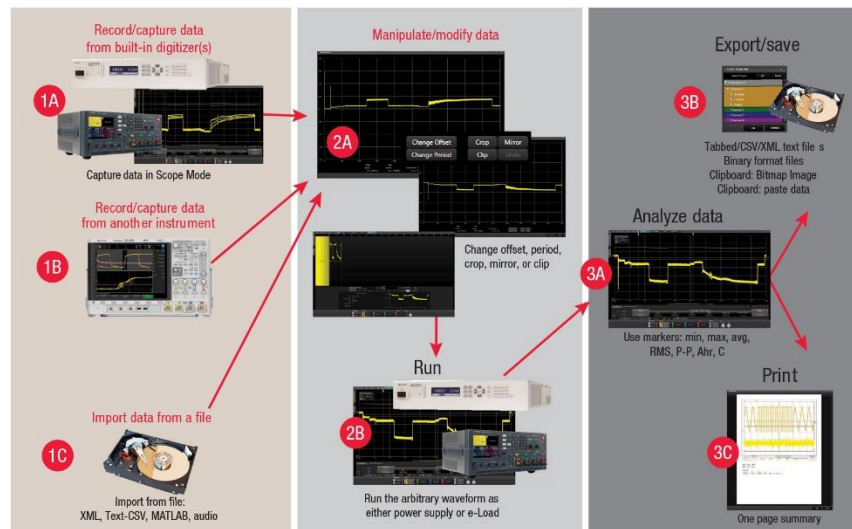 Record/capture data
from built-in digitizer(s)
1A
Capture data in Scope Mode
Record/capture data
from another instrument
1B
Import data from a file
1C
Import from file:
XML, Text-CSV, MATLAB, audio
Manipulate/modify data
2A
Change Offset
Crop
Mirror
Change Period
Clip
Undo
Change offset, period,
crop, mirror, or clip
Run
2B
Run the arbitrary waveform as
either power supply or e-Load
Export/save
3B
Tabbed/CSV/XML text file s
Binary format files
Clipboard: Bitmap Image
Clipboard: paste data
Analyze data
3A
Use markers: min, max, avg,
RMS, P-P, Ahr, C
Print
3C
One page summary